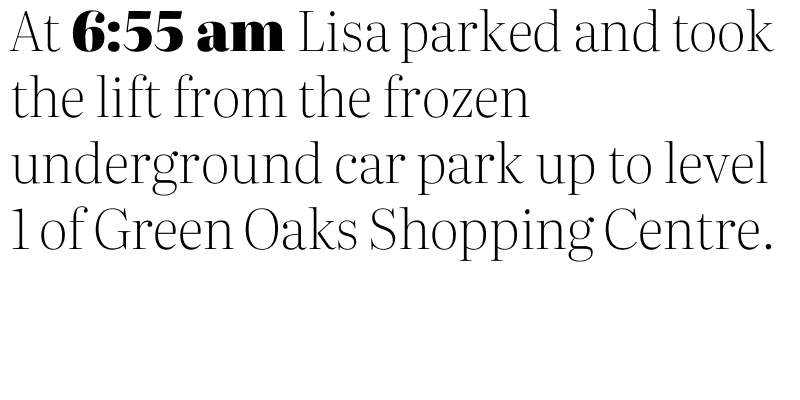 At 6:55 am Lisa parked and took
the lift from the frozen
underground car park up to level
1 of Green Oaks Shopping Centre.